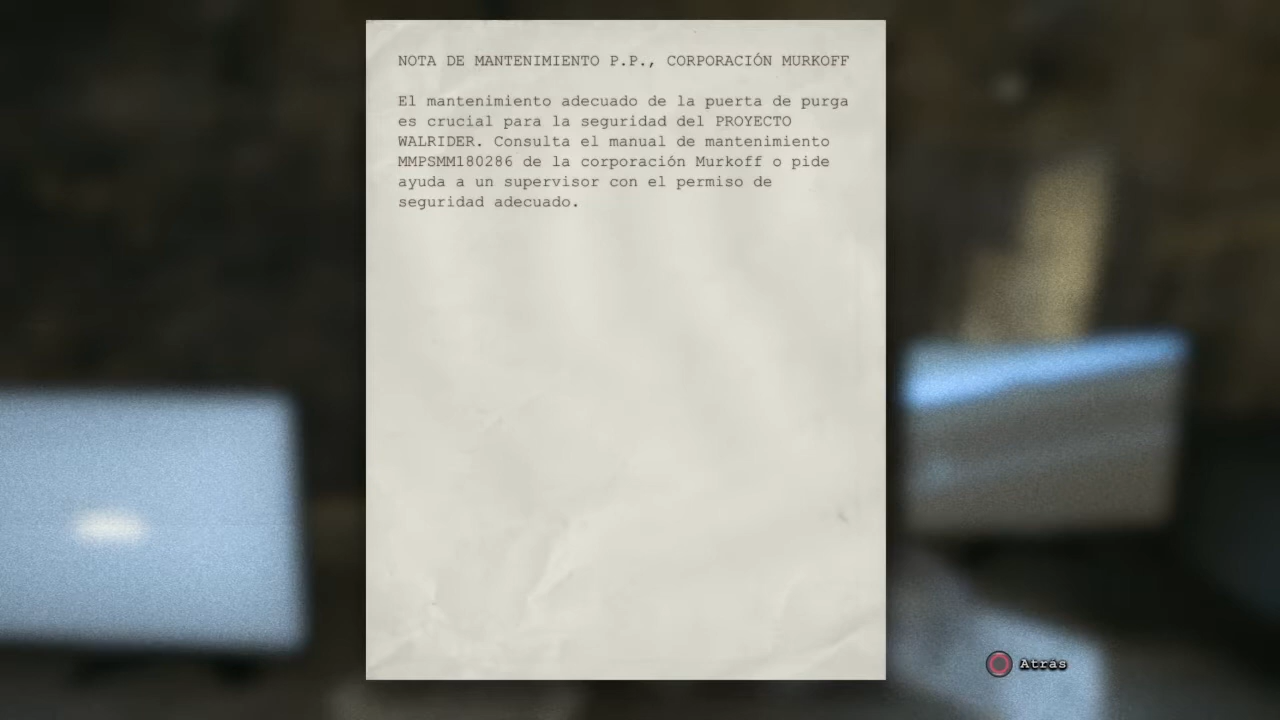 NOTA DE MANTENIMIENTO P.P., CORPORACIÓN MURKOFF
El mantenimiento adecuado de la puerta de purga
es crucial para la seguridad del PROYECTO
WALRIDER. Consulta el manual de mantenimiento
MMPSMM180286 de la corporación Murkoff o pide
ayuda a un supervisor con el permiso de
seguridad adecuado.
Atrás